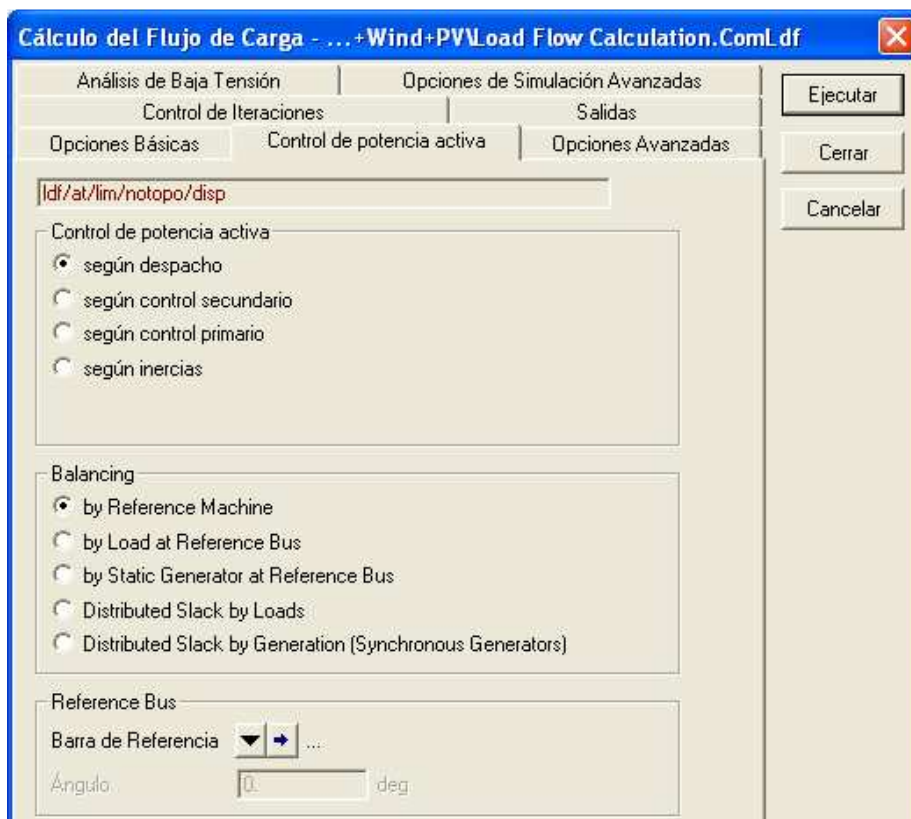 Cálculo del Flujo de Carga - ...+Wind+PV\Load Flow Calculation.ComLdf
Análisis de Baja Tensión
Opciones de Simulación Avanzadas
Control de Iteraciones
Salidas
Opciones Básicas
Control de potencia activa
Opciones Avanzadas
Ejecutar
Cerrar
Cancelar
ldf/at/lim/notopo/disp
Control de potencia activa
según despacho
según control secundario
según control primario
según inercias
Balancing
by Reference Machine
by Load at Reference Bus
by Static Generator at Reference Bus
Distributed Slack by Loads
Distributed Slack by Generation (Synchronous Generators)
Reference Bus
Barra de Referencia ...
Ángulo 0. deg